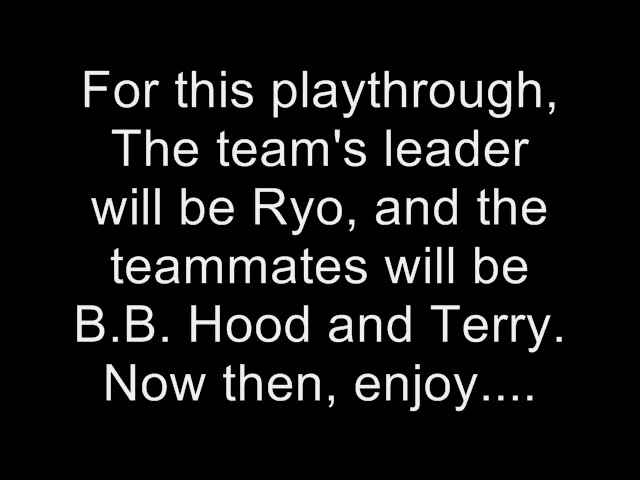 For this playthrough,
The team's leader
will be Ryo, and the
teammates will be
B.B. Hood and Terry.
Now then, enjoy....